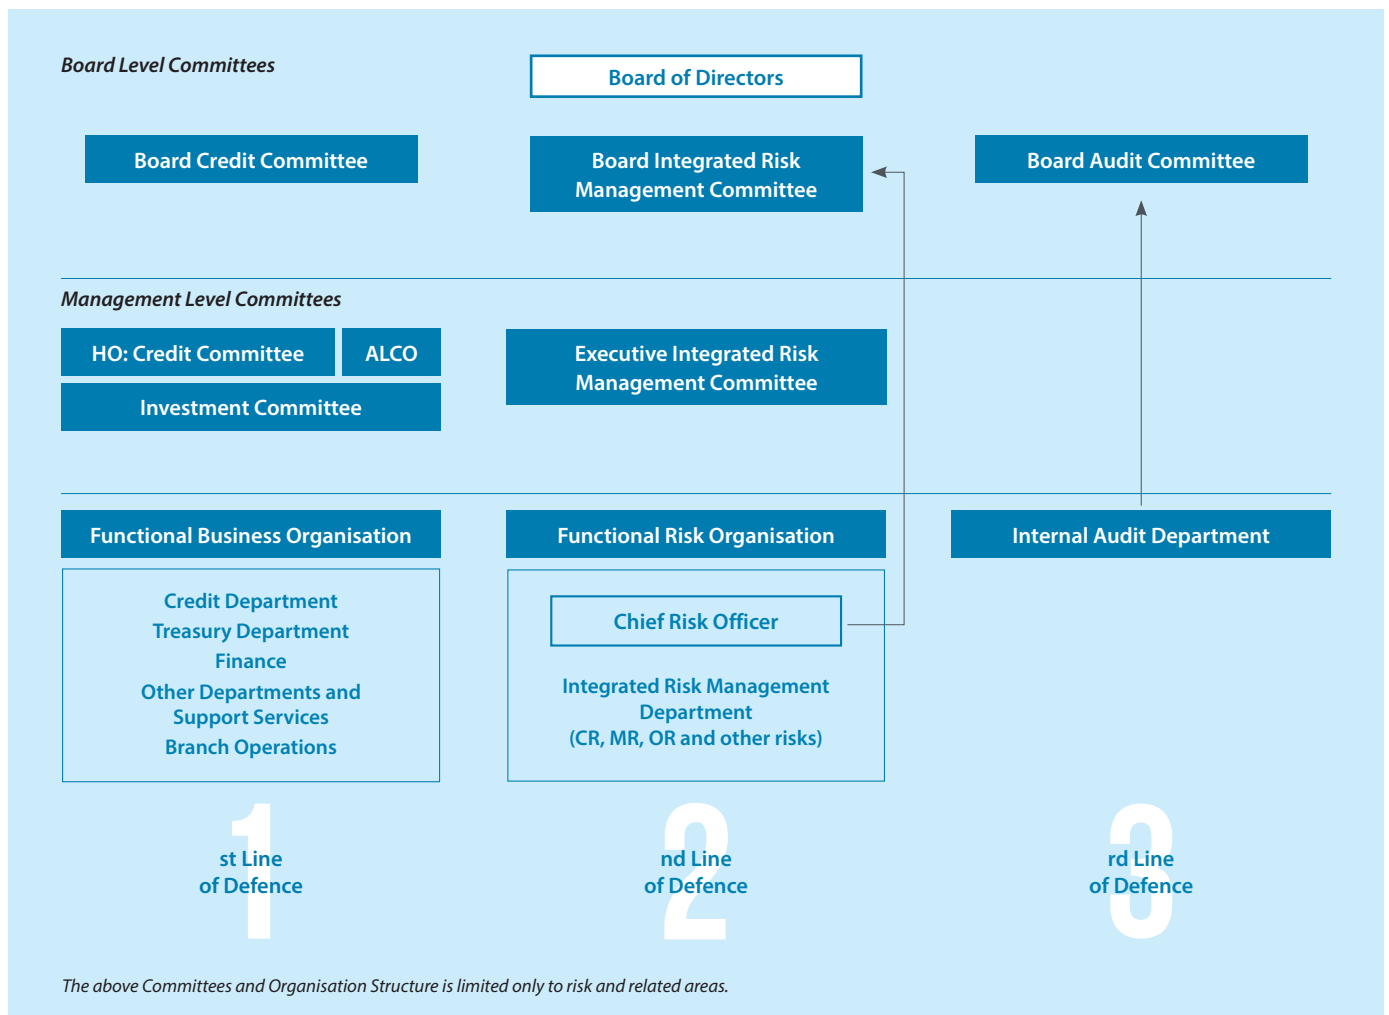 Board Level Committees
Board of Directors
Board Credit Committee
Board Integrated Risk
Management Committee
Board Audit Committee
Management Level Committees
HO: Credit Committee
ALCO
Investment Committee
Executive Integrated Risk
Management Committee
Functional Business Organisation
Credit Department
Treasury Department
Finance
Other Departments and
Support Services
Branch Operations
Functional Risk Organisation
Chief Risk Officer
Integrated Risk Management
Department
(CR, MR, OR and other risks)
Internal Audit Department
1
st Line
of Defence
2
nd Line
of Defence
3
rd Line
of Defence
The above Committees and Organisation Structure is limited only to risk and related areas.